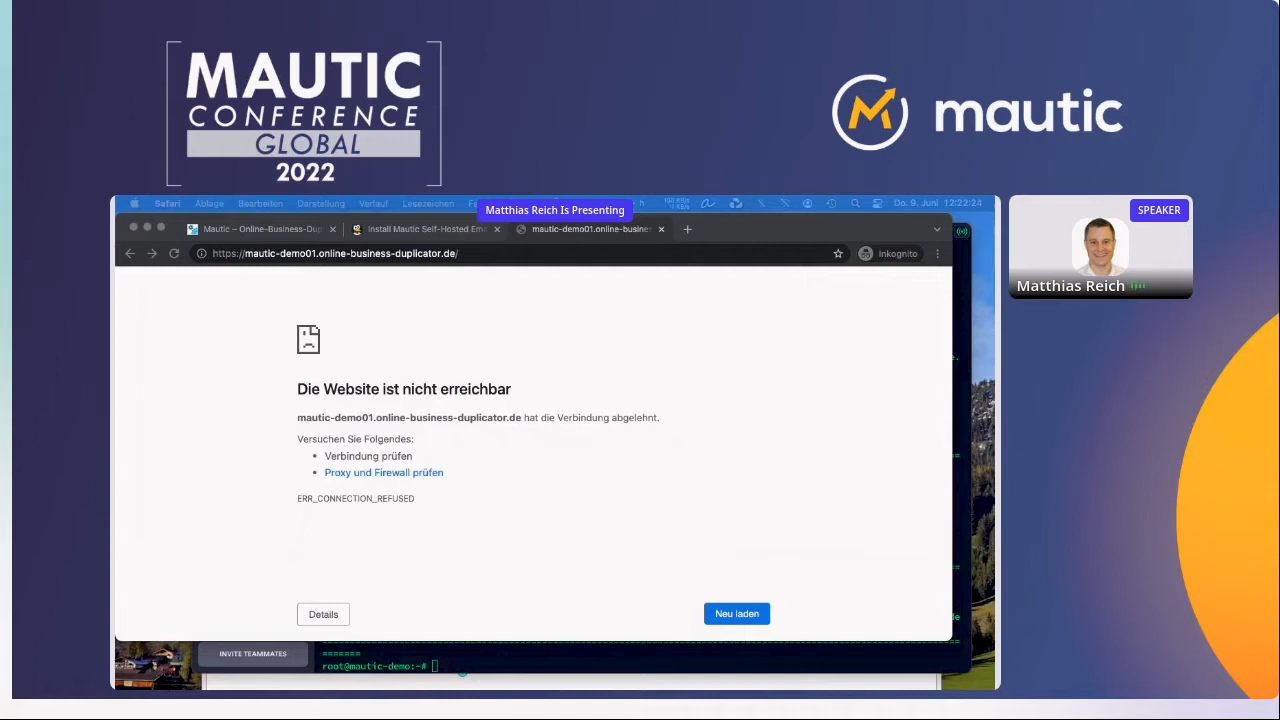 MAUTIC
CONFERENCE
GLOBAL
2022
mautic
Safari Ablage Bearbeiten Darstellung Verlauf Lesezeichen Do. 9. Juni 12:22:24
Matthias Reich Is Presenting
SPEAKER
Matthias Reich
Mautic – Online-Business-Dup
Install Mautic Self-Hosted Em
mautic-demo01.online-busine
https://mautic-demo01.online-business-duplicator.de/
Inkognito
Die Website ist nicht erreichbar
mautic-demo01.online-business-duplicator.de hat die Verbindung abgelehnt.
Versuchen Sie Folgendes:
• Verbindung prüfen
• Proxy und Firewall prüfen
ERR_CONNECTION_REFUSED
Details
Neu laden
INVITE TEAMMATES
=======
root@mautic-demo:~#